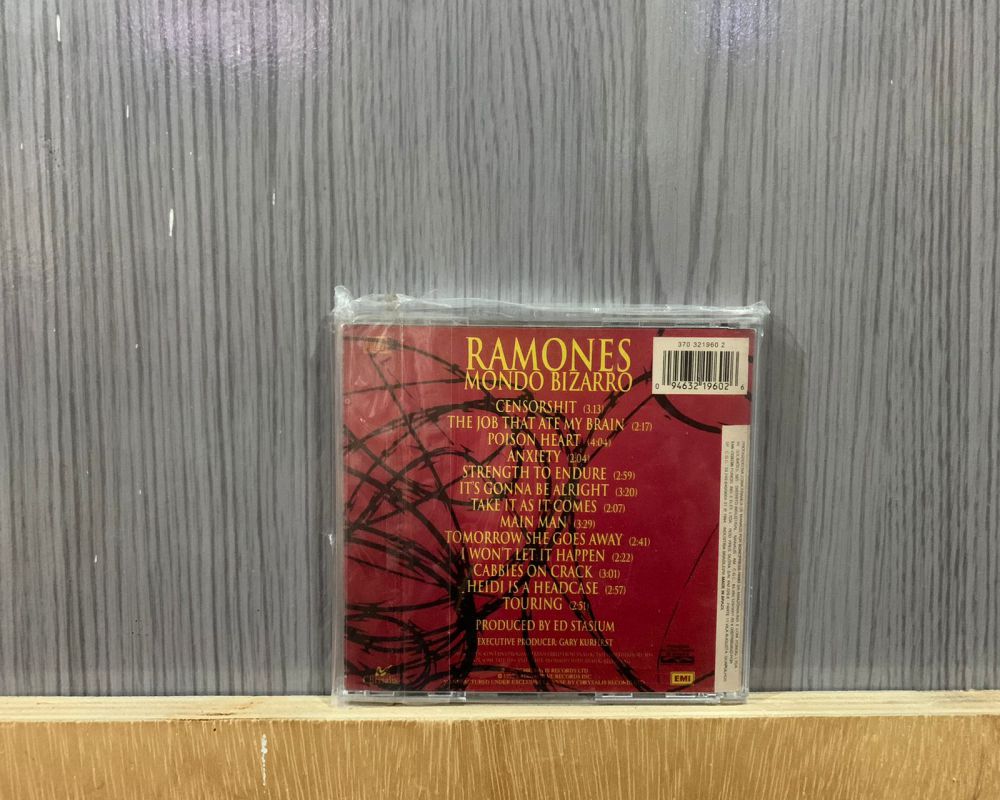 RAMONES
MONDO BIZARRO
370 321960 2
0 94632 19602 6
CENSORSHIT (3.13)
THE JOB THAT ATE MY BRAIN (2:17)
POISON HEART (4:04)
ANXIETY (2.04)
STRENGTH TO ENDURE (2:59)
IT'S GONNA BE ALRIGHT (3:20)
TAKE IT AS IT COMES (2:07)
MAIN MAN (3:29)
TOMORROW SHE GOES AWAY (2:41)
I WON'T LET IT HAPPEN (2:22)
CABBIES ON CRACK (3:01)
HEIDI IS A HEADCASE (2:57)
TOURING (2:51)
PRODUCED BY ED STASIUM
EXECUTIVE PRODUCER: GARY KURFIRST
Chrysalis
EMI